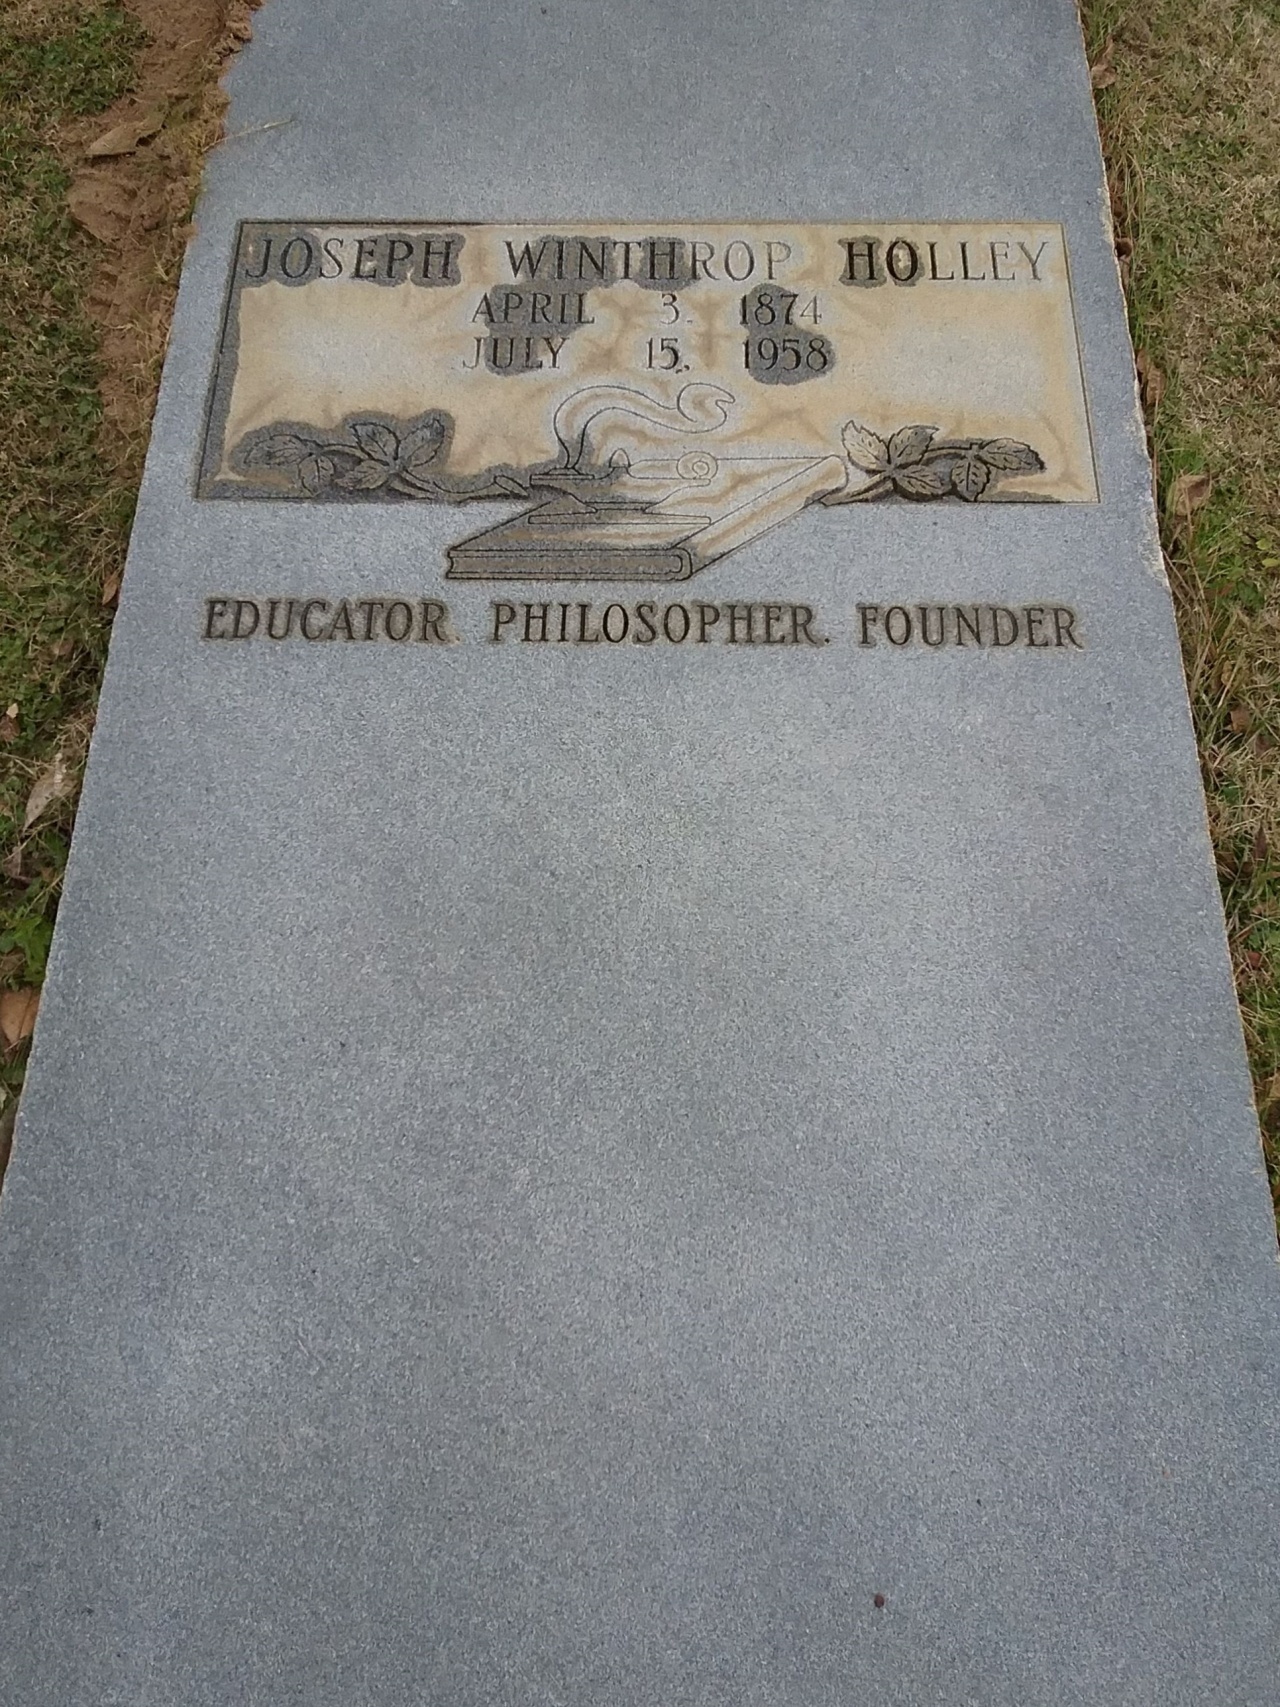 JOSEPH WINTHROP HOLLEY
APRIL 3, 1874
JULY 15, 1958
EDUCATOR. PHILOSOPHER. FOUNDER